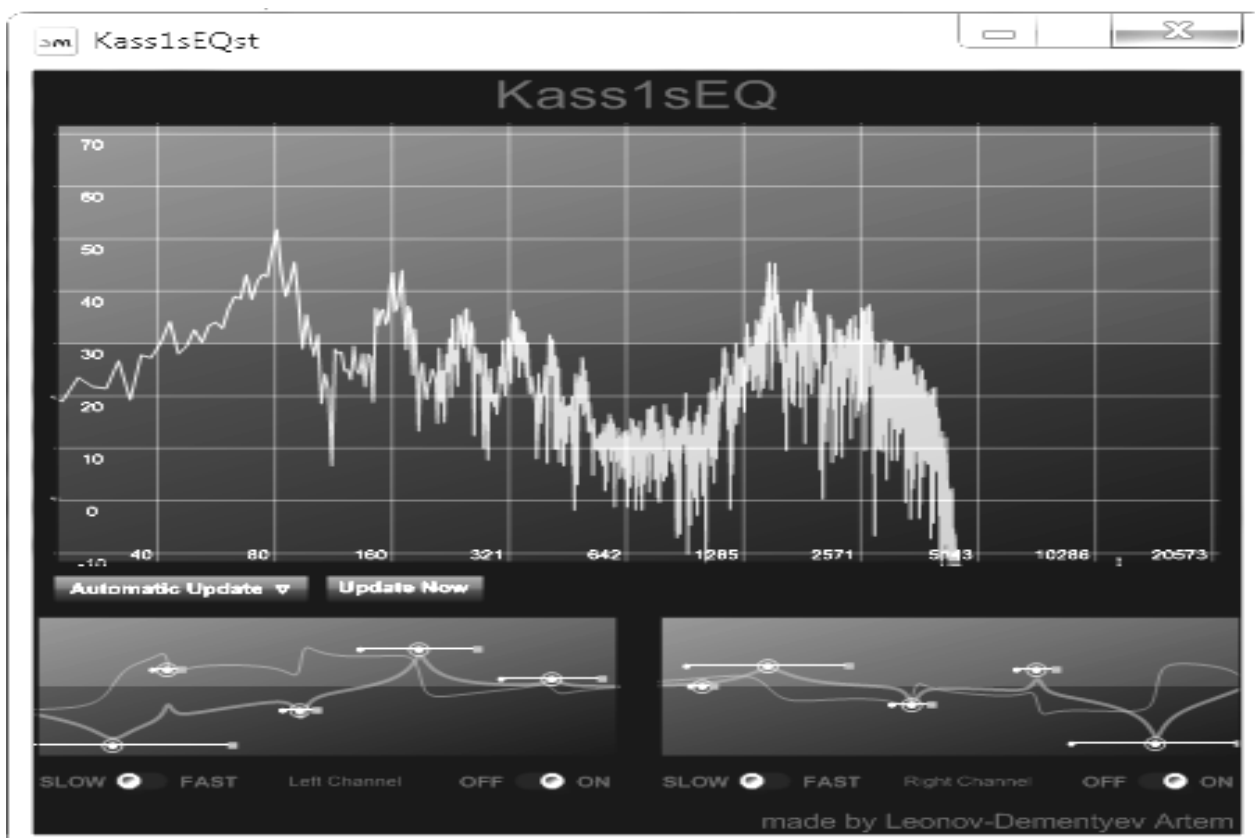 Kass1sEQst
Kass1sEQ
70
60
50
40
30
20
10
0
-10
40 80 160 321 642 1285 2571 5143 10286 20573
Automatic Update Update Now
SLOW FAST Left Channel OFF ON SLOW FAST Right Channel OFF ON
made by Leonov-Dementyev Artem